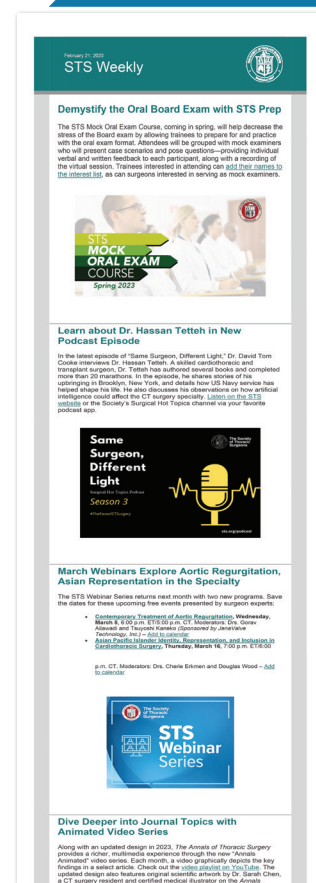 February 21, 2023
STS Weekly
Demystify the Oral Board Exam with STS Prep
The STS Mock Oral Exam Course, coming in spring, will help decrease the
stress of the Board exam by allowing trainees to prepare for and practice
with the oral exam format. Attendees will be grouped with mock examiners
who will present case scenarios and pose questions—providing individual
verbal and written feedback to each participant, along with a recording of
the virtual session. Trainees interested in attending can add their names to
the interest list, as can surgeons interested in serving as mock examiners.
STS
MOCK
ORAL EXAM
COURSE
Spring 2023
Learn about Dr. Hassan Tetteh in New
Podcast Episode
In the latest episode of "Same Surgeon, Different Light," Dr. David Tom
Cooke interviews Dr. Hassan Tetteh. A skilled cardiothoracic and
transplant surgeon, Dr. Tetteh has authored several books and completed
more than 20 marathons. In the episode, he shares stories of his
upbringing in Brooklyn, New York, and details how US Navy service has
helped shape his life. He also discusses his observations on how artificial
intelligence could affect the CT surgery specialty. Listen on the STS
website or the Society's Surgical Hot Topics channel via your favorite
podcast app.
Same
Surgeon,
Different
Light
Surgical Hot Topics Podcast
Season 3
The Society
of Thoracic
Surgeons
sts.org/podcast
March Webinars Explore Aortic Regurgitation,
Asian Representation in the Specialty
The STS Webinar Series returns next month with two new programs. Save
the dates for these upcoming free events presented by surgeon experts:
• Contemporary Treatment of Aortic Regurgitation, Wednesday,
March 8, 6:00 p.m. ET/5:00 p.m. CT. Moderators: Drs. Gorav
Ailawadi and Tsuyoshi Kaneko (Sponsored by JenaValve
Technology, Inc.) – Add to calendar
• Asian Pacific Islander Identity, Representation, and Inclusion in
Cardiothoracic Surgery, Thursday, March 16, 7:00 p.m. ET/6:00
p.m. CT. Moderators: Drs. Cherie Erkmen and Douglas Wood – Add
to calendar
The Society
of Thoracic
Surgeons
STS
Webinar
Series
Dive Deeper into Journal Topics with
Animated Video Series
Along with an updated design in 2023, The Annals of Thoracic Surgery
provides a richer, multimedia experience through the new "Annals
Animated" video series. Each month, a video graphically depicts the key
findings in a select article. Check out the video playlist on YouTube. The
updated design also features original scientific artwork by Dr. Sarah Chen,
a CT surgery resident and certified medical illustrator on the Annals